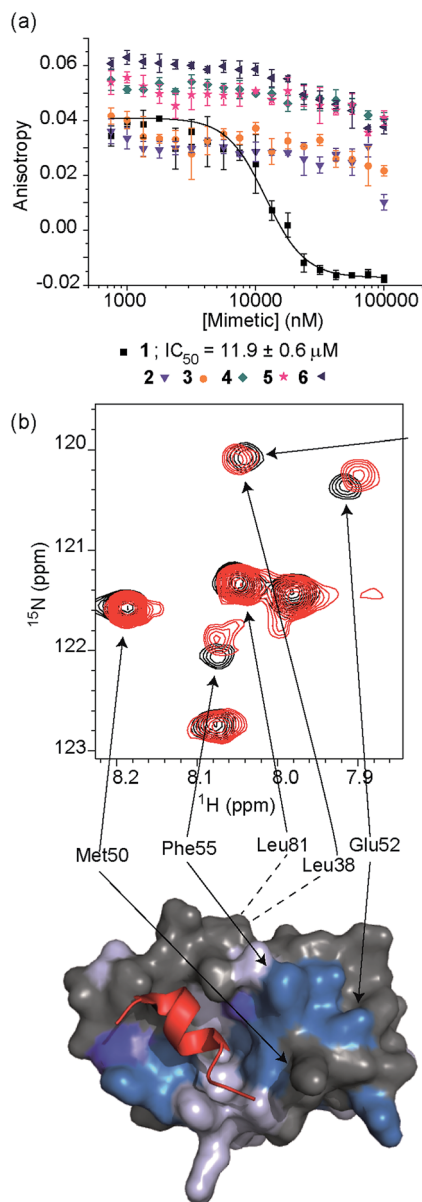 (a)
0.06
0.04
0.02
0.00
-0.02
Anisotropy
1000 10000 100000
[Mimetic] (nM)
1 ; IC50 = 11.9 ± 0.6 μM
2 3 4 5 6
(b)
120
121
122
123
15N (ppm)
8.2 8.1 8.0 7.9
1H (ppm)
Met50 Phe55 Leu81 Leu38 Glu52